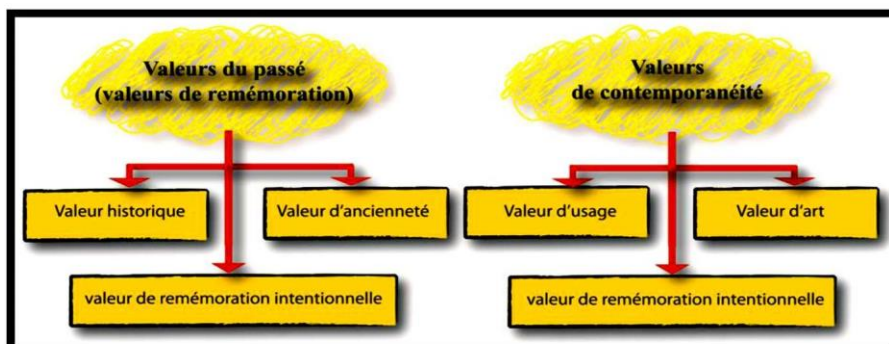 Valeurs du passé
(valeurs de remémoration)
Valeur historique
Valeur d'ancienneté
valeur de remémoration intentionnelle
Valeurs
de contemporanéité
Valeur d'usage
Valeur d'art
valeur de remémoration intentionnelle